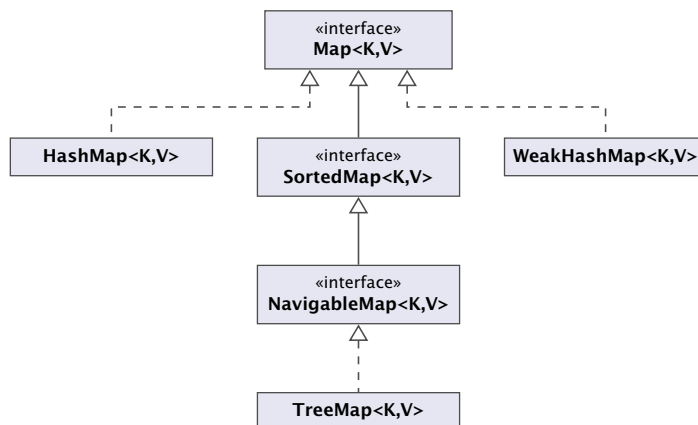 «interface»
Map<K,V>
HashMap<K,V>
«interface»
SortedMap<K,V>
WeakHashMap<K,V>
«interface»
NavigableMap<K,V>
TreeMap<K,V>